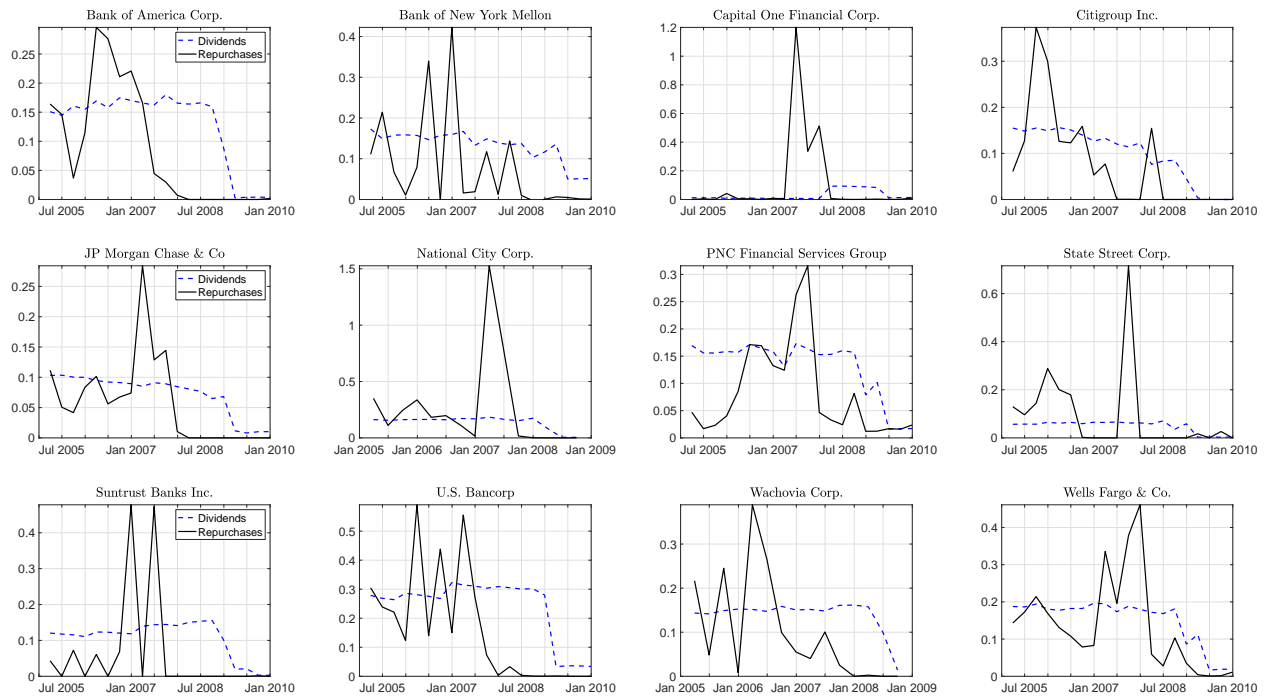 Bank of America Corp.
Dividends
Repurchases
0.25
0.2
0.15
0.1
0.05
0
Jul 2005 Jan 2007 Jul 2008 Jan 2010
Bank of New York Mellon
0.4
0.3
0.2
0.1
0
Jul 2005 Jan 2007 Jul 2008 Jan 2010
Capital One Financial Corp.
1.2
1
0.8
0.6
0.4
0.2
0
Jul 2005 Jan 2007 Jul 2008 Jan 2010
Citigroup Inc.
0.3
0.2
0.1
0
Jul 2005 Jan 2007 Jul 2008 Jan 2010
JP Morgan Chase & Co
Dividends
Repurchases
0.25
0.2
0.15
0.1
0.05
0
Jul 2005 Jan 2007 Jul 2008 Jan 2010
National City Corp.
1.5
1
0.5
0
Jan 2005 Jan 2006 Jan 2007 Jan 2008 Jan 2009
PNC Financial Services Group
0.3
0.25
0.2
0.15
0.1
0.05
0
Jul 2005 Jan 2007 Jul 2008 Jan 2010
State Street Corp.
0.6
0.4
0.2
0
Jul 2005 Jan 2007 Jul 2008 Jan 2010
Suntrust Banks Inc.
Dividends
Repurchases
0.4
0.3
0.2
0.1
0
Jul 2005 Jan 2007 Jul 2008 Jan 2010
U.S. Bancorp
0.5
0.4
0.3
0.2
0.1
0
Jul 2005 Jan 2007 Jul 2008 Jan 2010
Wachovia Corp.
0.3
0.2
0.1
0
Jan 2005 Jan 2006 Jan 2007 Jan 2008 Jan 2009
Wells Fargo & Co.
0.4
0.3
0.2
0.1
0
Jul 2005 Jan 2007 Jul 2008 Jan 2010